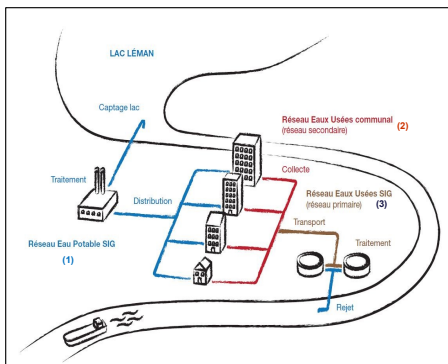 LAC LÉMAN
Captage lac
Réseau Eaux Usées communal (2)
(réseau secondaire)
Collecte
Traitement
Distribution
Réseau Eaux Usées SIG
(réseau primaire) (3)
Transport
Traitement
Réseau Eau Potable SIG
(1)
Rejet